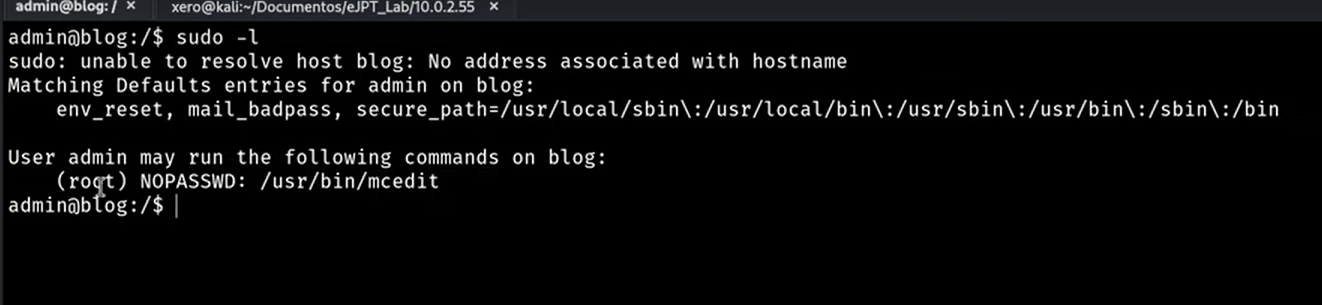 admin@blog: / × xero@kali:~/Documentos/eJPT_Lab/10.0.2.55 ×
admin@blog:/$ sudo -l
sudo: unable to resolve host blog: No address associated with hostname
Matching Defaults entries for admin on blog:
    env_reset, mail_badpass, secure_path=/usr/local/sbin\:/usr/local/bin\:/usr/sbin\:/usr/bin\:/sbin\:/bin
User admin may run the following commands on blog:
    (root) NOPASSWD: /usr/bin/mcedit
admin@blog:/$